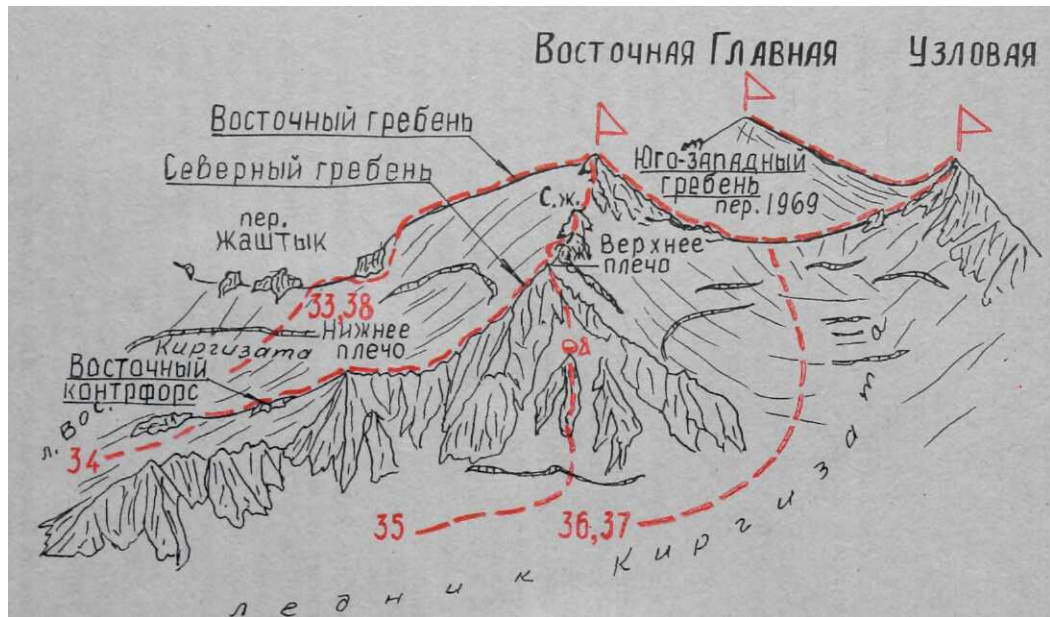 Восточная Главная Узловая
Восточный гребень
Северный гребень
Юго-западный
гребень
пер. 1969
пер.
Жаштык
С.ж.
Верхнее
плечо
33,38
Нижнее
плечо
Восточный
контрфорс
л. Вос. Киргизата
34
35
36,37
ледник Киргизата